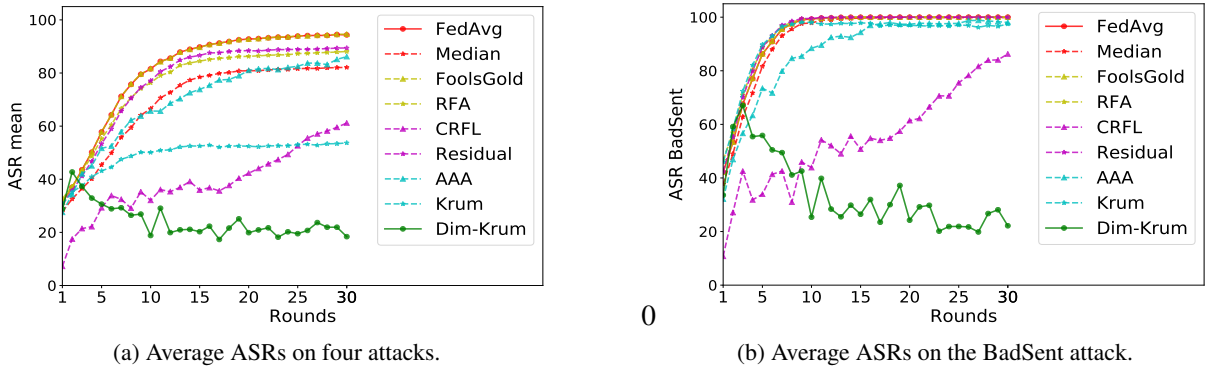 ASR mean
100
80
60
40
20
0
1 5 10 15 20 25 30
Rounds
FedAvg
Median
FoolsGold
RFA
CRFL
Residual
AAA
Krum
Dim-Krum
(a) Average ASRs on four attacks.
0
ASR BadSent
100
80
60
40
20
0
1 5 10 15 20 25 30
Rounds
FedAvg
Median
FoolsGold
RFA
CRFL
Residual
AAA
Krum
Dim-Krum
(b) Average ASRs on the BadSent attack.